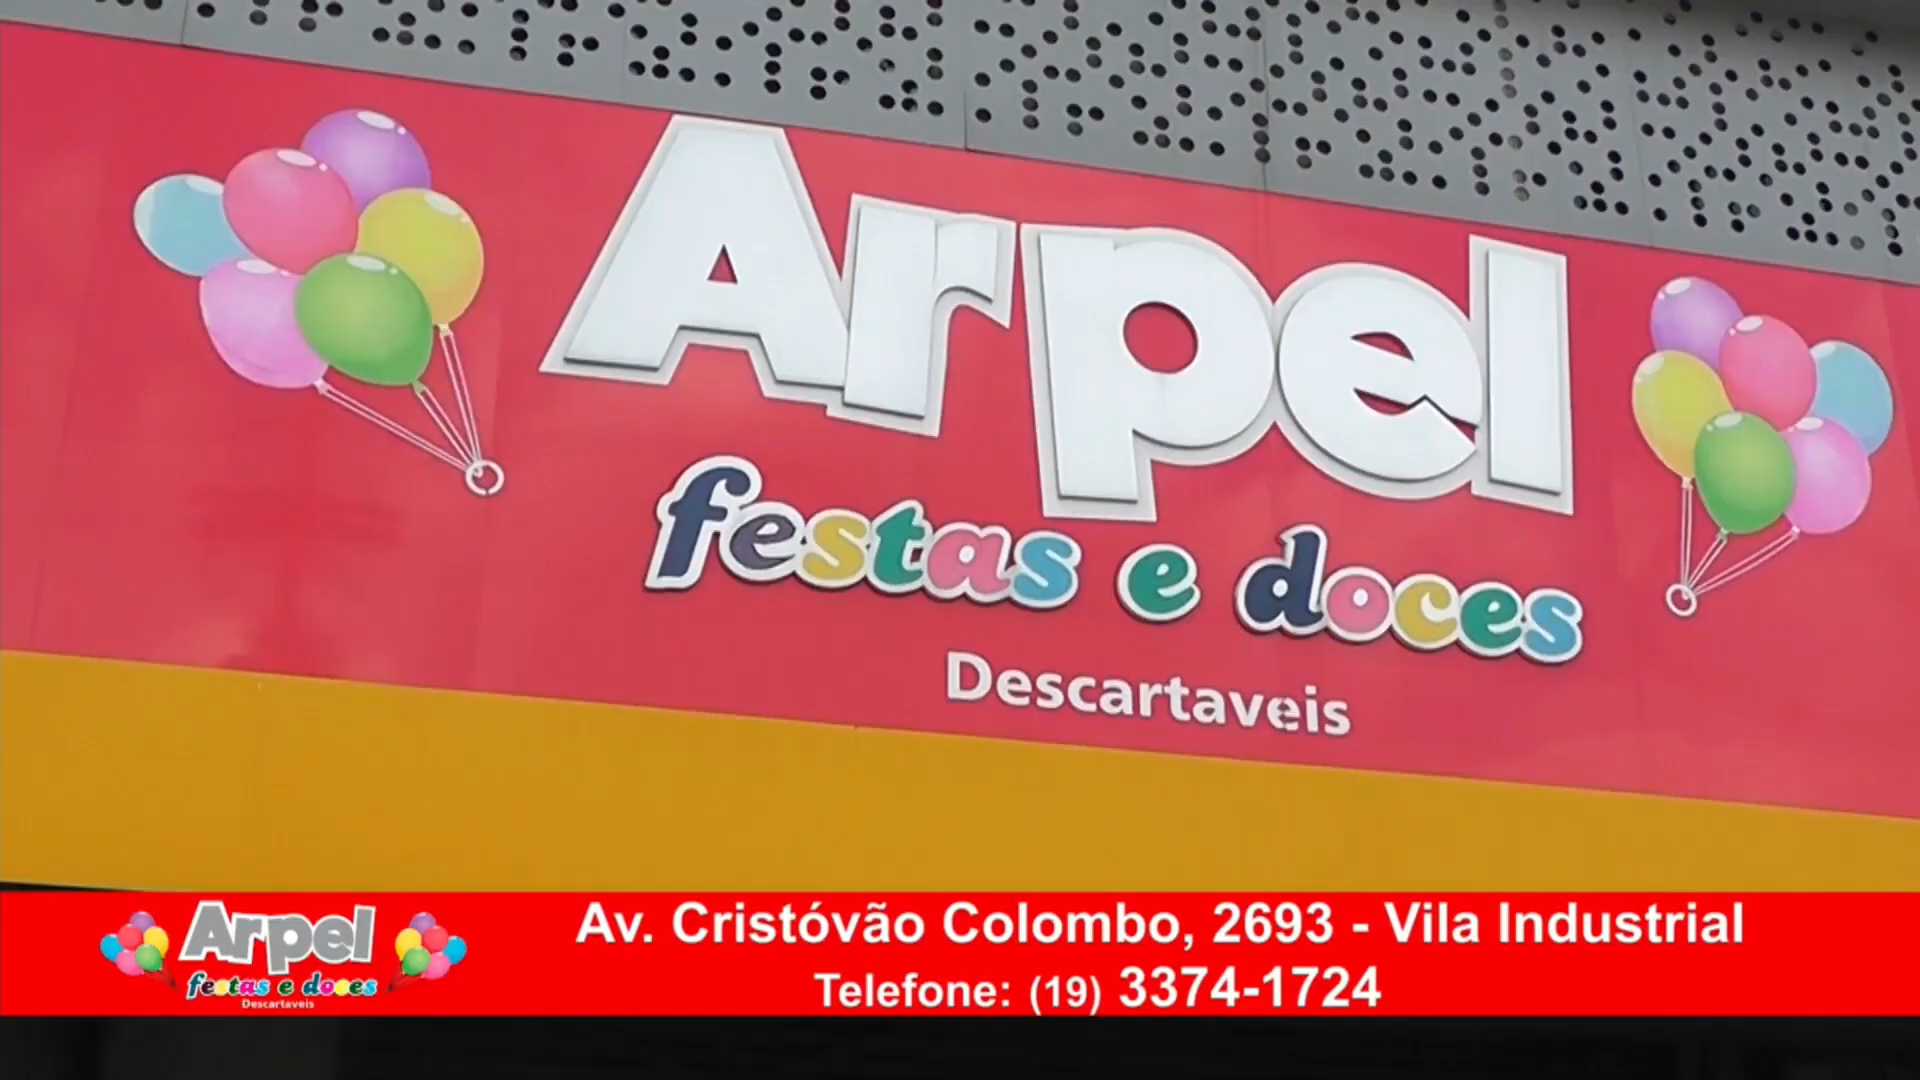 Arpel
festas e doces
Descartaveis
Arpel
festas e doces
Descartaveis
Av. Cristóvão Colombo, 2693 - Vila Industrial
Telefone: (19) 3374-1724